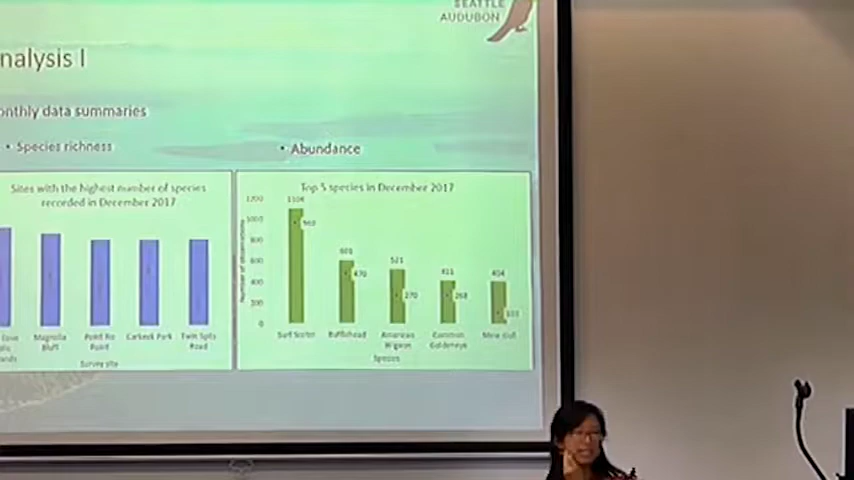 SEATTLE
AUDUBON
nalysis I
onthly data summaries
• Species richness
• Abundance
Sites with the highest number of species
recorded in December 2017
Magnolia
Bluff
Point No
Point
Carkeek Park
Twin Spits
Road
Survey site
Top 5 species in December 2017
Number of observations
1200
1000
800
600
400
200
0
601
470
521
270
411
268
404
Surf Scoter
Bufflehead
American
Wigeon
Common
Goldeneye
Mew Gull
Species